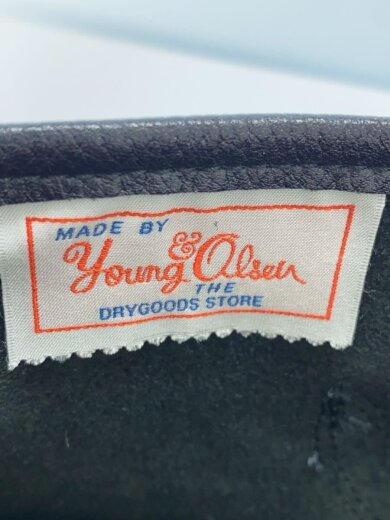 MADE BY
Young & Olsen
THE
DRYGOODS STORE